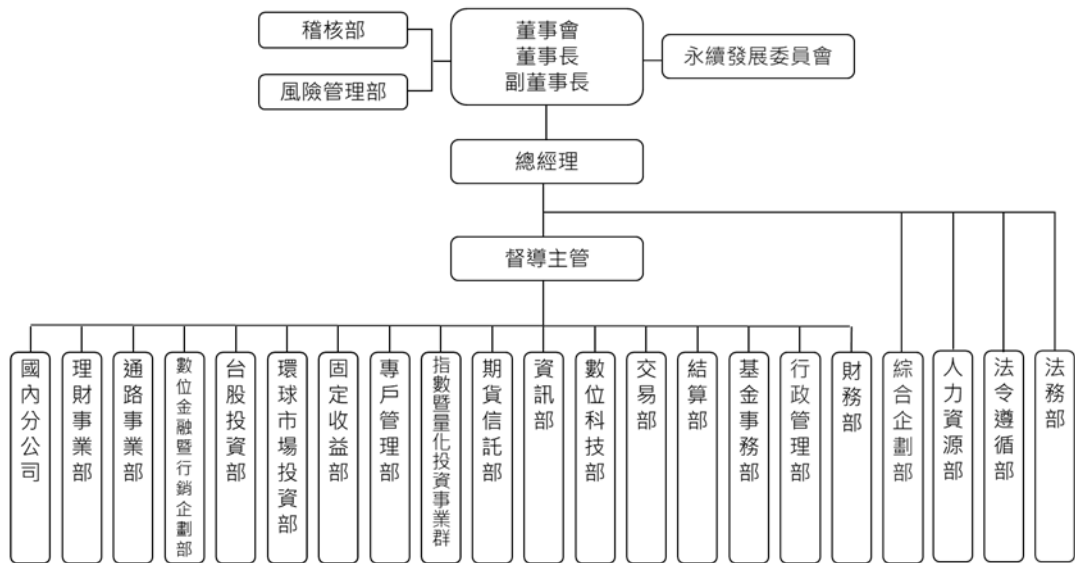 稽核部
風險管理部
董事會
董事長
副董事長
永續發展委員會
總經理
督導主管
國內分公司
理財事業部
通路事業部
數位金融暨行銷企劃部
台股投資部
環球市場投資部
固定收益部
專戶管理部
指數暨量化投資事業群
期貨信託部
資訊部
數位科技部
交易部
結算部
基金事務部
行政管理部
財務部
綜合企劃部
人力資源部
法令遵循部
法務部